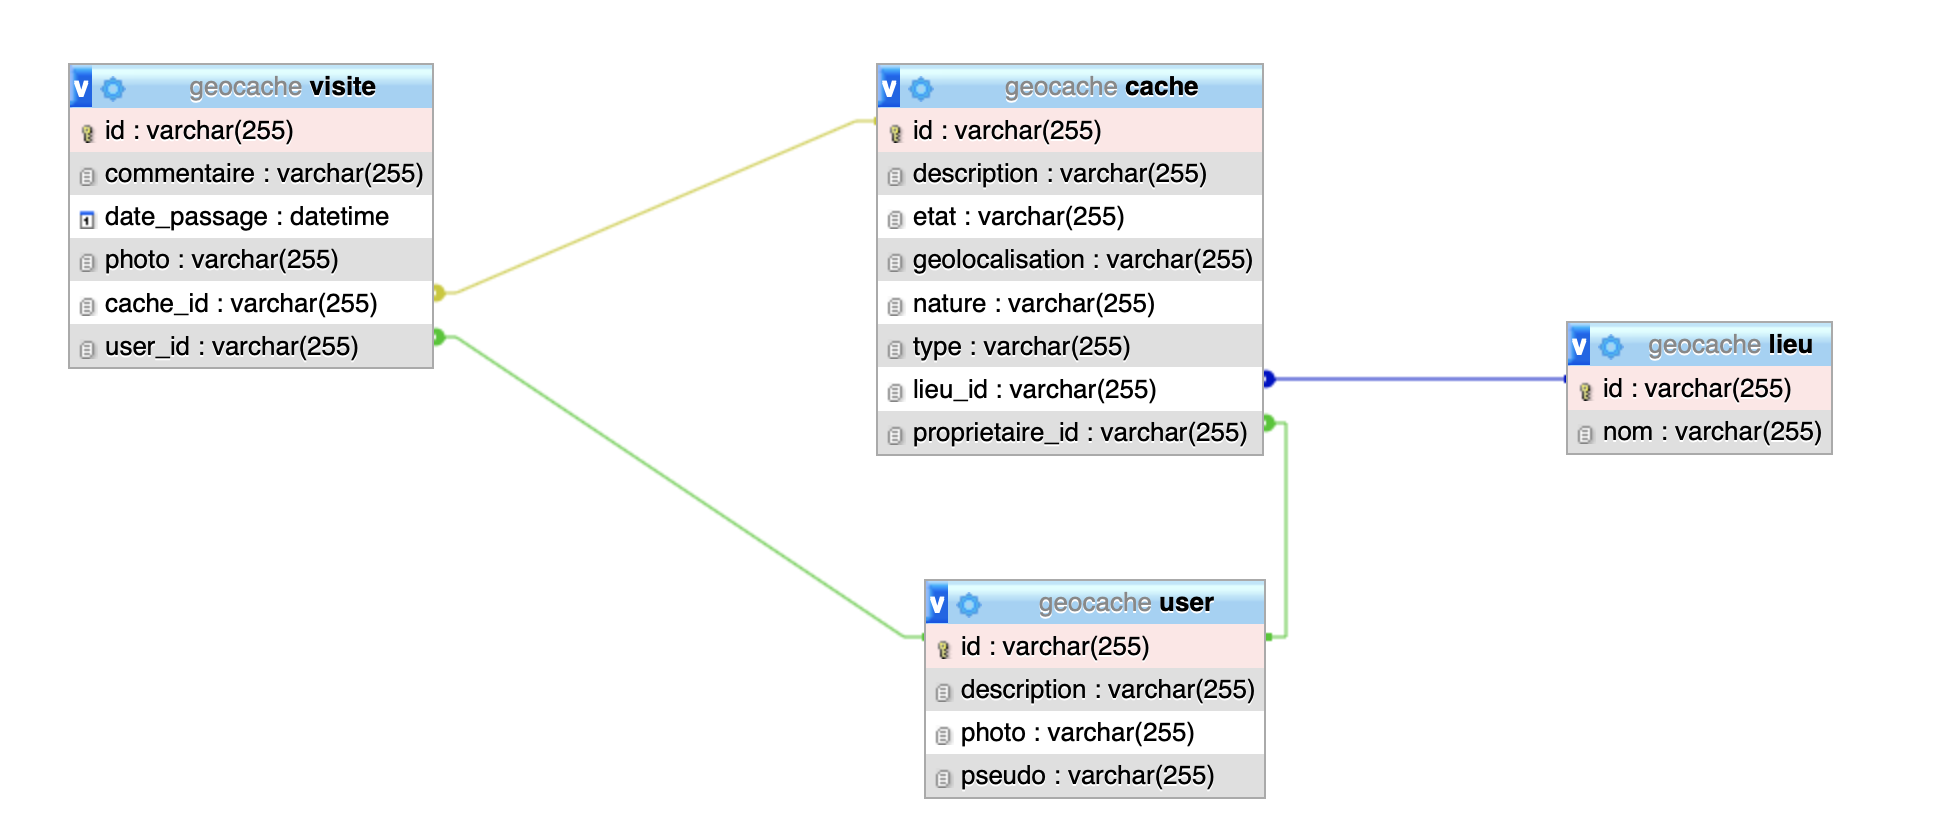 v geocache visite
id : varchar(255)
commentaire : varchar(255)
date_passage : datetime
photo : varchar(255)
cache_id : varchar(255)
user_id : varchar(255)
v geocache cache
id : varchar(255)
description : varchar(255)
etat : varchar(255)
geolocalisation : varchar(255)
nature : varchar(255)
type : varchar(255)
lieu_id : varchar(255)
proprietaire_id : varchar(255)
v geocache lieu
id : varchar(255)
nom : varchar(255)
v geocache user
id : varchar(255)
description : varchar(255)
photo : varchar(255)
pseudo : varchar(255)